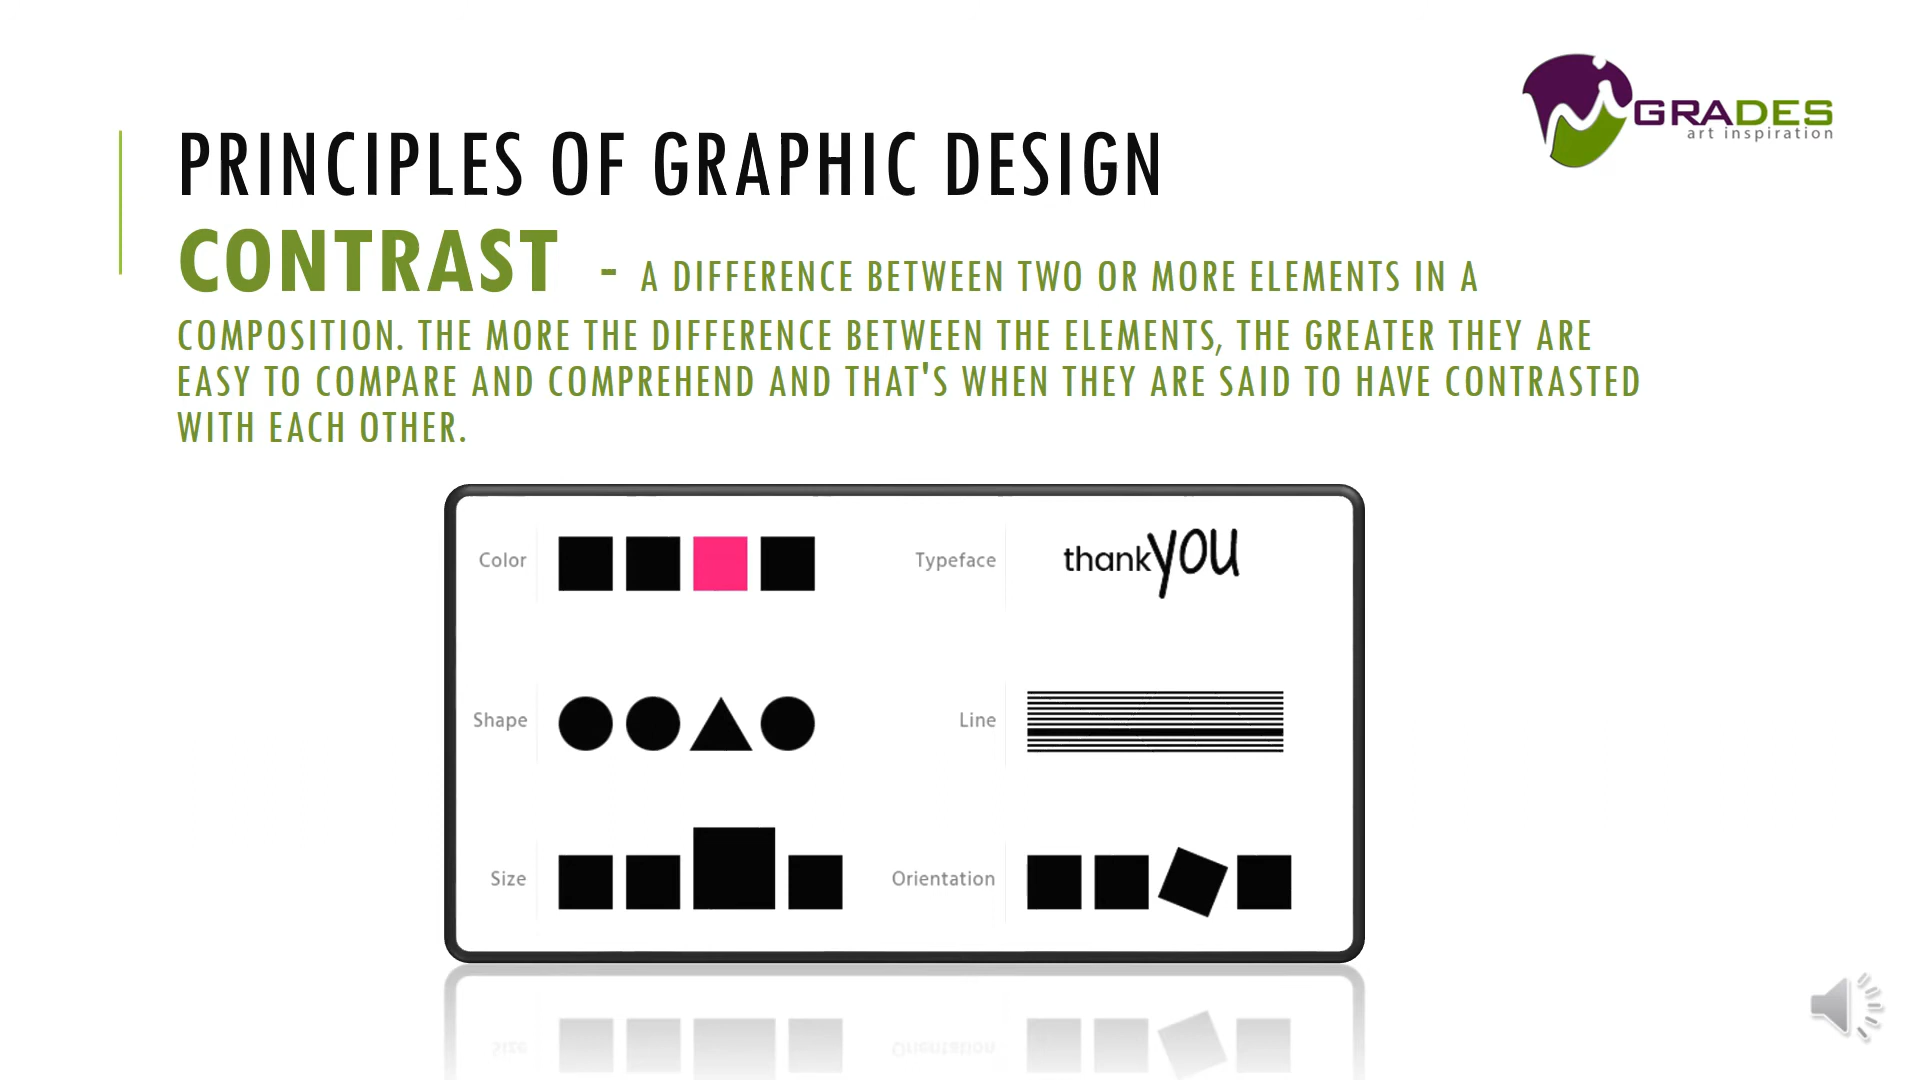 GRADES
art inspiration
PRINCIPLES OF GRAPHIC DESIGN
CONTRAST - A DIFFERENCE BETWEEN TWO OR MORE ELEMENTS IN A
COMPOSITION. THE MORE THE DIFFERENCE BETWEEN THE ELEMENTS, THE GREATER THEY ARE
EASY TO COMPARE AND COMPREHEND AND THAT'S WHEN THEY ARE SAID TO HAVE CONTRASTED
WITH EACH OTHER.
Color
Typeface
thankyou
Shape
Line
Size
Orientation